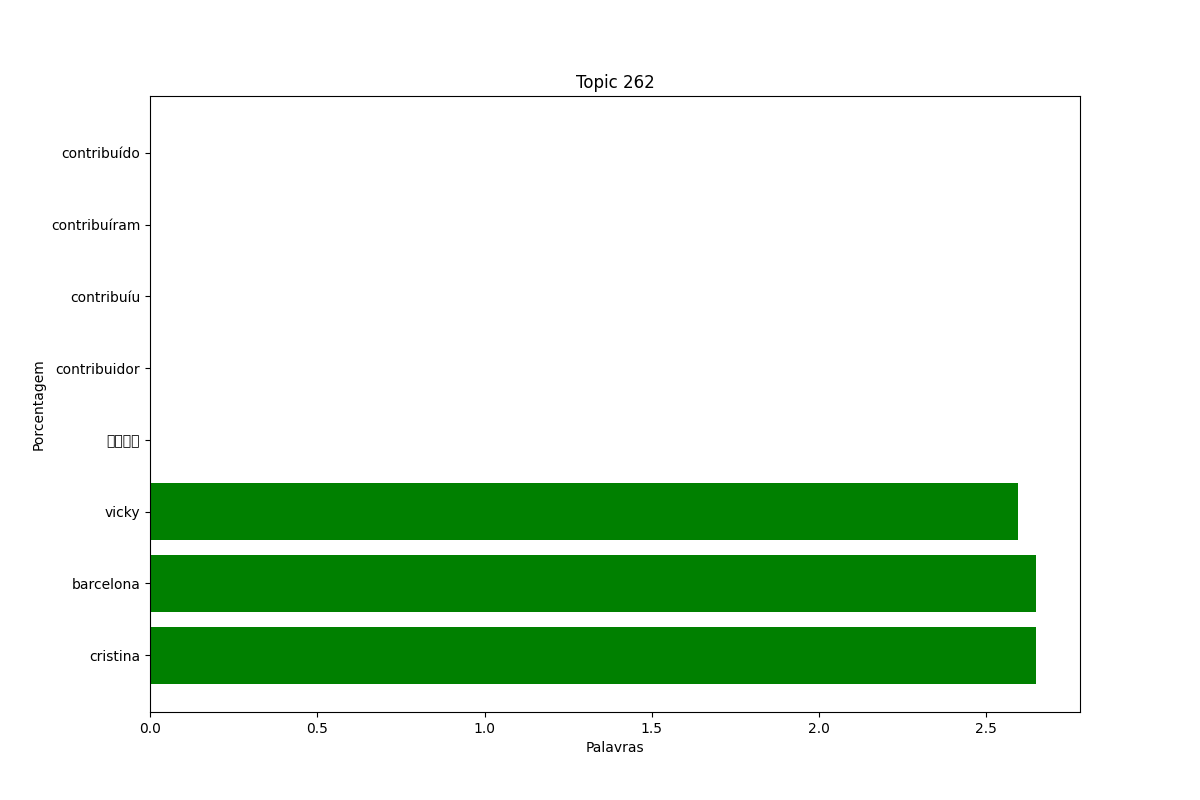 Topic 262
contribuído
contribuíram
contribuíu
contribuidor
vicky
barcelona
cristina
Porcentagem
0.0 0.5 1.0 1.5 2.0 2.5
Palavras